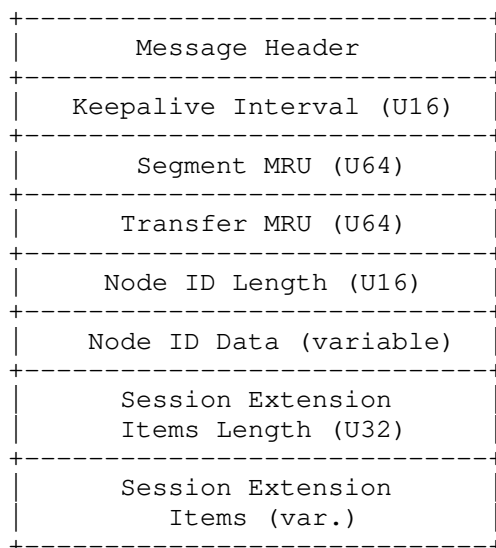 Message Header
Keepalive Interval (U16)
Segment MRU (U64)
Transfer MRU (U64)
Node ID Length (U16)
Node ID Data (variable)
Session Extension
Items Length (U32)
Session Extension
Items (var.)